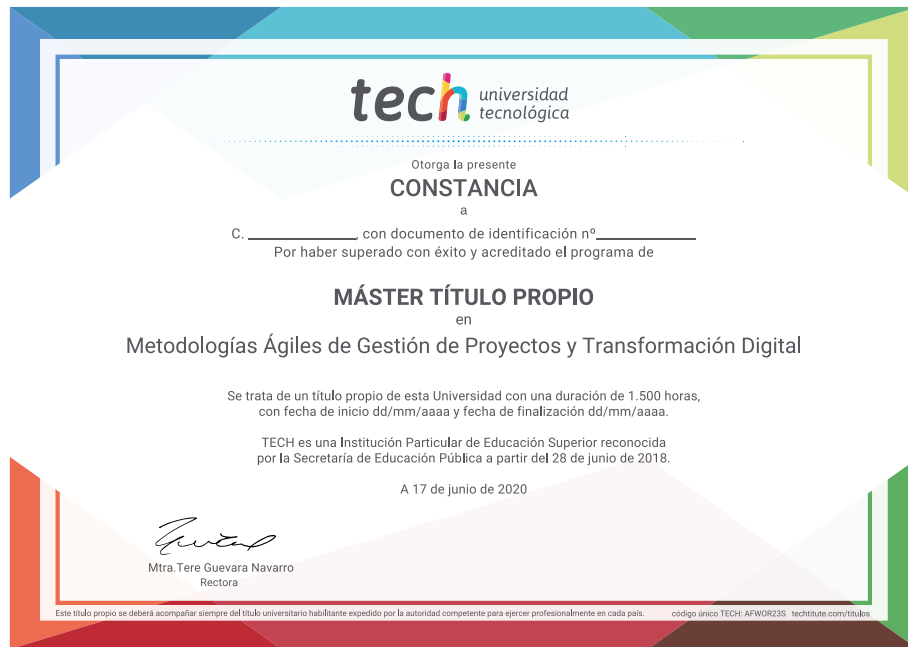 tech universidad
tecnológica
Otorga la presente
CONSTANCIA
a
C. ____________, con documento de identificación nº____________
Por haber superado con éxito y acreditado el programa de
MÁSTER TÍTULO PROPIO
en
Metodologías Ágiles de Gestión de Proyectos y Transformación Digital
Se trata de un título propio de esta Universidad con una duración de 1.500 horas,
con fecha de inicio dd/mm/aaaa y fecha de finalización dd/mm/aaaa.
TECH es una Institución Particular de Educación Superior reconocida
por la Secretaría de Educación Pública a partir del 28 de junio de 2018.
A 17 de junio de 2020
Mtra.Tere Guevara Navarro
Rectora
Este título propio se deberá acompañar siempre del título universitario habilitante expedido por la autoridad competente para ejercer profesionalmente en cada país. código único TECH: AFWOR23S techtitute.com/titulos